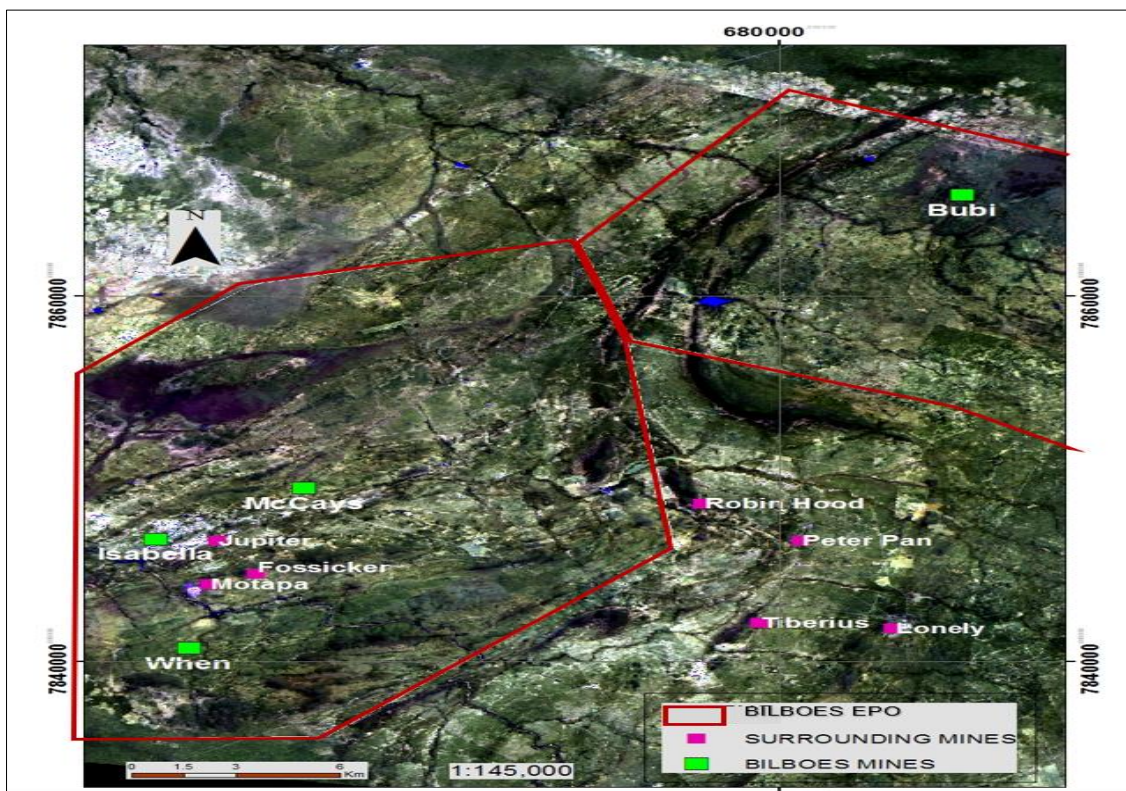 680000
Bubi
N
7860000
7860000
McCays
Robin Hood
Isabella
Jupiter
Peter Pan
Fossicker
Motapa
Tiberius
Lonely
When
7840000
7840000
BILBOES EPO
SURROUNDING MINES
BILBOES MINES
0 1.5 3 6
Km
1:145,000